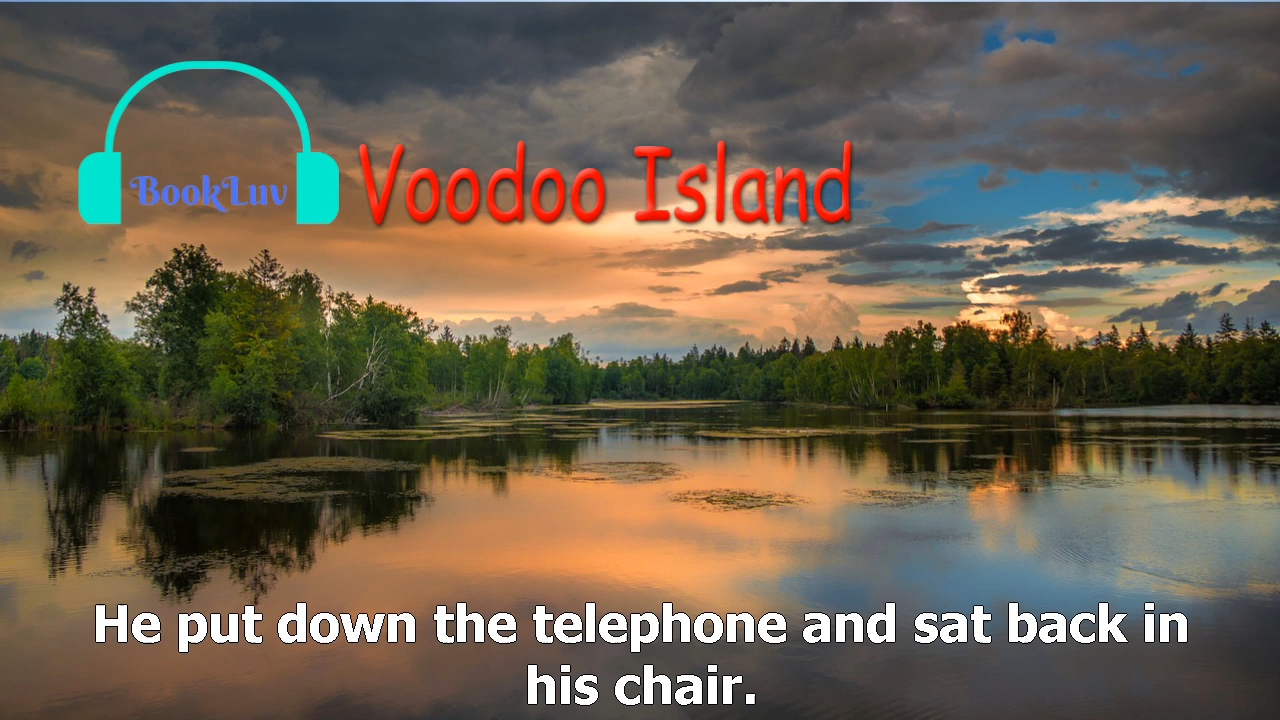 BookLuv
Voodoo Island
He put down the telephone and sat back in
his chair.